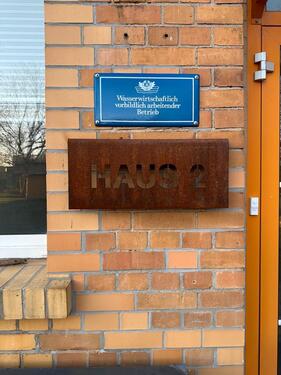 Wasserwirtschaftlich
vorbildlich arbeitender
Betrieb
HAUS 2